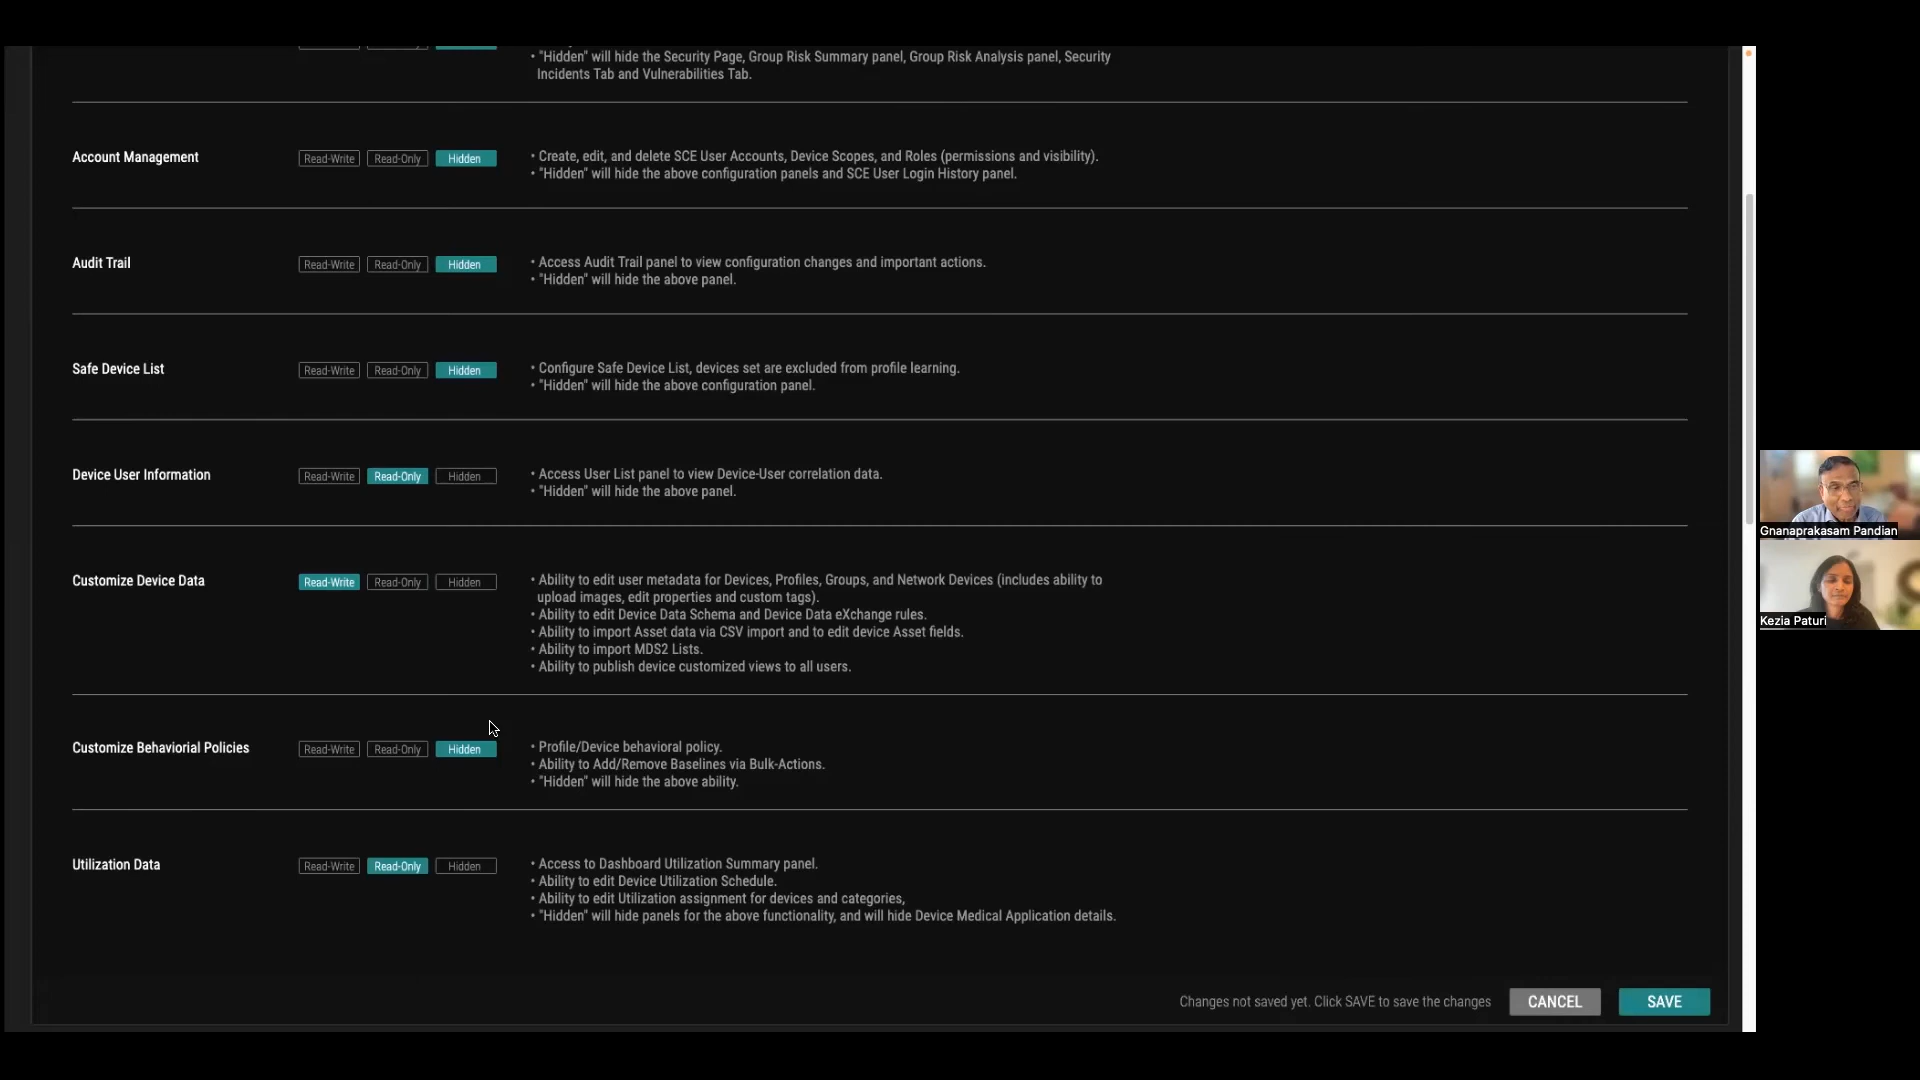 • "Hidden" will hide the Security Page, Group Risk Summary panel, Group Risk Analysis panel, Security
Incidents Tab and Vulnerabilities Tab.
Account Management
Read-Write Read-Only Hidden
• Create, edit, and delete SCE User Accounts, Device Scopes, and Roles (permissions and visibility).
• "Hidden" will hide the above configuration panels and SCE User Login History panel.
Audit Trail
Read-Write Read-Only Hidden
• Access Audit Trail panel to view configuration changes and important actions.
• "Hidden" will hide the above panel.
Safe Device List
Read-Write Read-Only Hidden
• Configure Safe Device List, devices set are excluded from profile learning.
• "Hidden" will hide the above configuration panel.
Device User Information
Read-Write Read-Only Hidden
• Access User List panel to view Device-User correlation data.
• "Hidden" will hide the above panel.
Customize Device Data
Read-Write Read-Only Hidden
• Ability to edit user metadata for Devices, Profiles, Groups, and Network Devices (includes ability to
upload images, edit properties and custom tags).
• Ability to edit Device Data Schema and Device Data eXchange rules.
• Ability to import Asset data via CSV import and to edit device Asset fields.
• Ability to import MDS2 Lists.
• Ability to publish device customized views to all users.
Customize Behaviorial Policies
Read-Write Read-Only Hidden
• Profile/Device behavioral policy.
• Ability to Add/Remove Baselines via Bulk-Actions.
• "Hidden" will hide the above ability.
Utilization Data
Read-Write Read-Only Hidden
• Access to Dashboard Utilization Summary panel.
• Ability to edit Device Utilization Schedule.
• Ability to edit Utilization assignment for devices and categories,
• "Hidden" will hide panels for the above functionality, and will hide Device Medical Application details.
Changes not saved yet. Click SAVE to save the changes
CANCEL
SAVE
Gnanaprakasam Pandian
Kezia Paturi